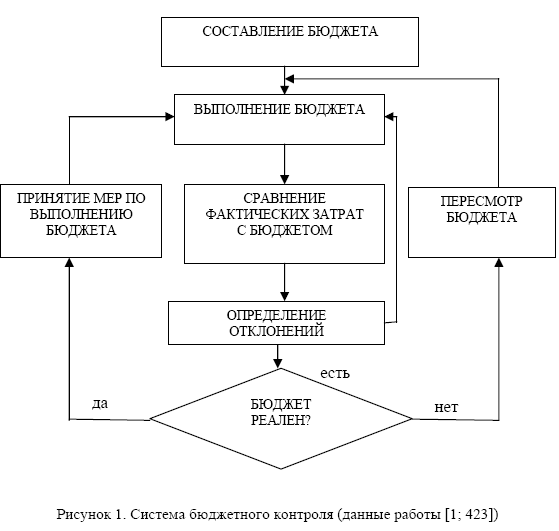 СОСТАВЛЕНИЕ БЮДЖЕТА
ВЫПОЛНЕНИЕ БЮДЖЕТА
ПРИНЯТИЕ МЕР ПО
ВЫПОЛНЕНИЮ
БЮДЖЕТА
СРАВНЕНИЕ
ФАКТИЧЕСКИХ ЗАТРАТ
С БЮДЖЕТОМ
ПЕРЕСМОТР
БЮДЖЕТА
ОПРЕДЕЛЕНИЕ
ОТКЛОНЕНИЙ
есть
да
БЮДЖЕТ
РЕАЛЕН?
нет
Рисунок 1. Система бюджетного контроля (данные работы [1; 423])